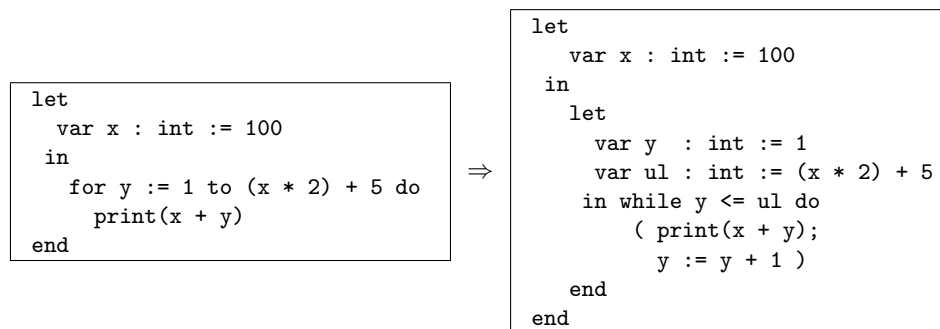 let
var x : int := 100
in
for y := 1 to (x * 2) + 5 do
print(x + y)
end
⇒
let
var x : int := 100
in
let
var y : int := 1
var ul : int := (x * 2) + 5
in while y <= ul do
( print(x + y);
y := y + 1 )
end
end